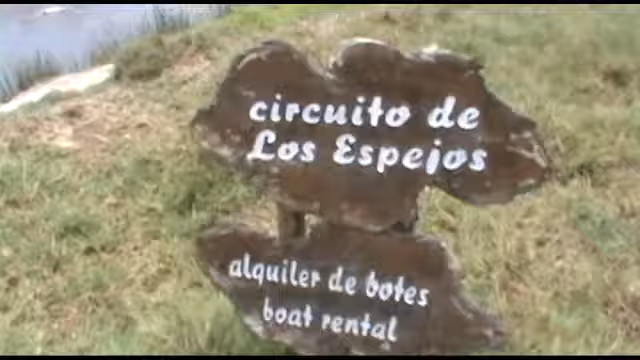 circuito de
Los Espejos
alquiler de botes
boat rental